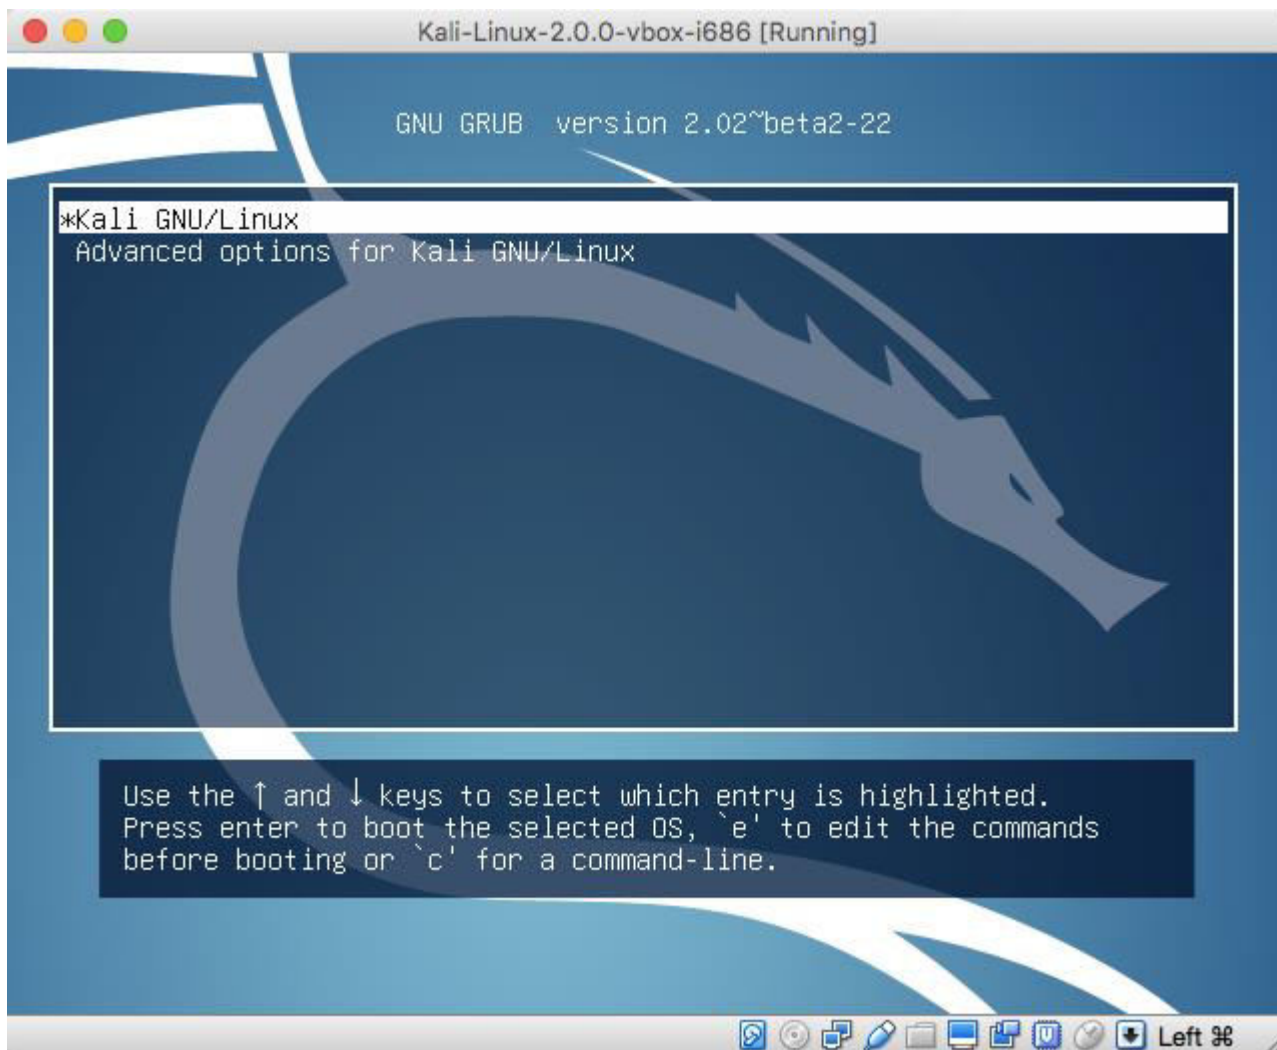 Kali-Linux-2.0.0-vbox-i686 [Running]
GNU GRUB  version 2.02~beta2-22
*Kali GNU/Linux
Advanced options for Kali GNU/Linux
Use the ↑ and ↓ keys to select which entry is highlighted.
Press enter to boot the selected OS, `e' to edit the commands
before booting or `c' for a command-line.
Left ⌘